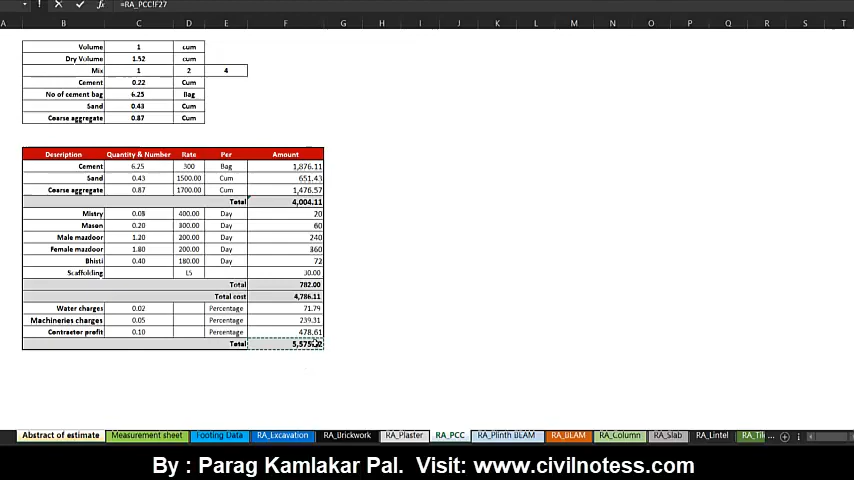 =RA_PCC!F27
B C D E F G H I J K L M N O P Q R S T
Volume 1 cum
Dry Volume 1.52 cum
Mix 1 2 4
Cement 0.22 Cum
No of cement bag 6.25 Bag
Sand 0.43 Cum
Coarse aggregate 0.87 Cum
Description Quantity & Number Rate Per Amount
Cement 6.25 300 Bag 1,876.11
Sand 0.43 1500.00 Cum 651.43
Coarse aggregate 0.87 1700.00 Cum 1,476.57
Total 4,004.11
Mistry 400.00 Day 20
Mason 0.20 300.00 Day 60
Male mazdoor 1.20 200.00 Day 240
Female mazdoor 1.80 200.00 Day 360
Bhisti 0.40 180.00 Day 72
Scaffolding LS 30.00
Total 782.00
Total cost 4,786.11
Water charges 0.02 Percentage 71.79
Machineries charges 0.05 Percentage 239.31
Contractor profit 0.10 Percentage 478.61
Total
Abstract of estimate Measurement sheet Footing Data RA_Excavation RA_Brickwork RA_Plaster RA_PCC RA_Plinth BEAM RA_BEAM RA_Column RA_Slab RA_Lintel RA_Til ...
By : Parag Kamlakar Pal. Visit: www.civilnotess.com